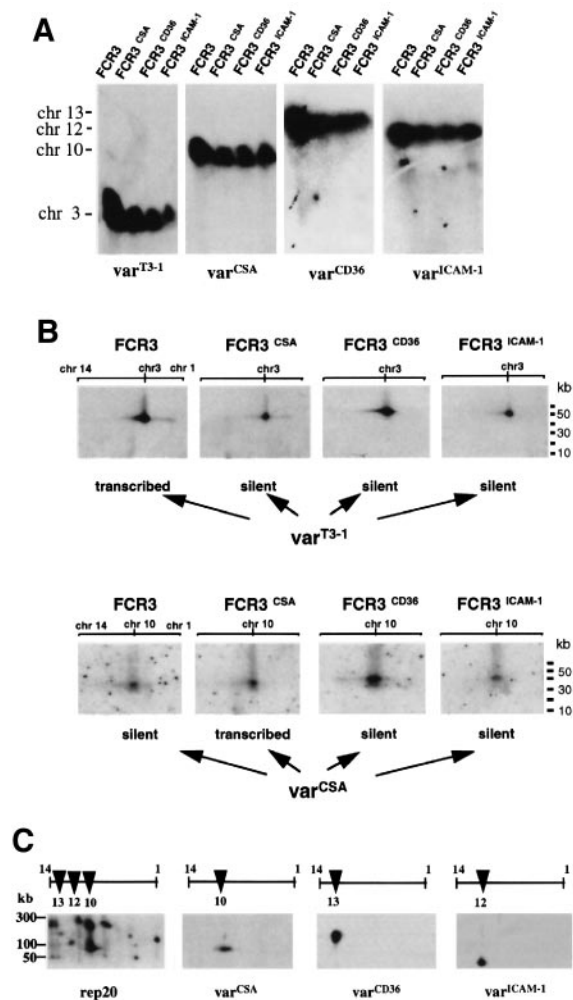 A
FCR3 FCR3 CSA FCR3 CD36 FCR3 ICAM-1 FCR3 FCR3 CSA FCR3 CD36 FCR3 ICAM-1 FCR3 FCR3 CSA FCR3 CD36 FCR3 ICAM-1 FCR3 FCR3 CSA FCR3 CD36 FCR3 ICAM-1
chr 13
chr 12
chr 10
chr 3
varT3-1 varCSA varCD36 varICAM-1
B
FCR3 FCR3 CSA FCR3 CD36 FCR3 ICAM-1
chr 14 chr3 chr 1 chr3 chr3 chr3
kb
50
30
10
transcribed silent silent silent
varT3-1
FCR3 FCR3 CSA FCR3 CD36 FCR3 ICAM-1
chr 14 chr 10 chr 1 chr 10 chr 10 chr 10
kb
50
30
10
silent transcribed silent silent
varCSA
C
14 1 14 1 14 1 14 1
kb 13 12 10 10 13 12
300
100
50
rep20 varCSA varCD36 varICAM-1